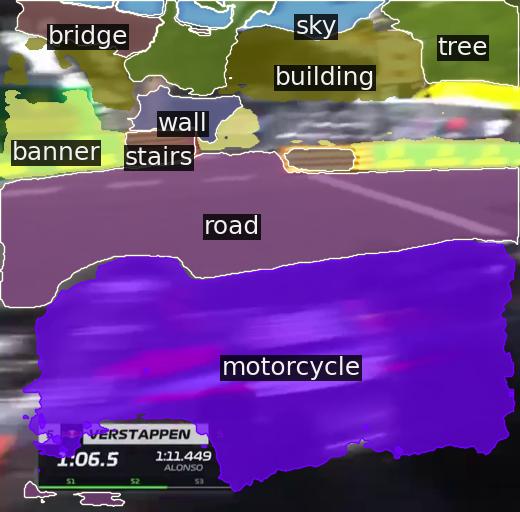 sky
bridge
tree
building
wall
banner
stairs
road
motorcycle
VERSTAPPEN
1:06.5
1:11.449
ALONSO
S1 S2 S3